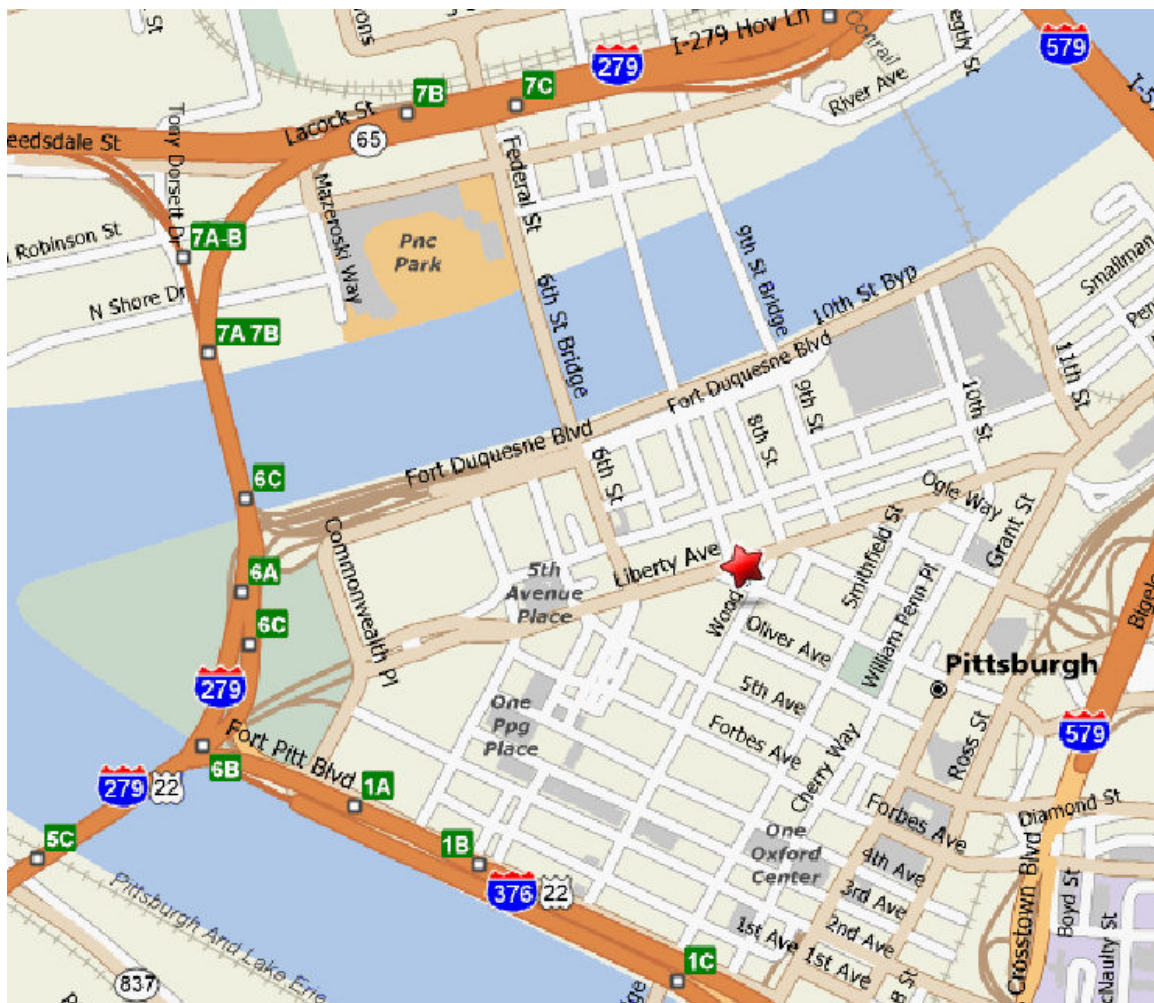 I-279 Hov Ln
279
Conrail
579
7B
7C
River Ave
Lacock St
65
eedsdale St
Tony Dorsett Dr
Federal St
Mazeroski Way
Robinson St
7A-B
Pnc
Park
9th St Bridge
Smallman
N Shore Dr
6th St Bridge
10th St Byp
7A 7B
Fort Duquesne Blvd
11th St
9th St
10th St
8th St
Fort Duquesne Blvd
6th St
6C
Ogle Way
Commonwealth Pl
Grant St
Smithfield St
Liberty Ave
5th
Avenue
Place
6A
William Penn Pl
Wood
Oliver Ave
6C
Pittsburgh
279
5th Ave
One
Ppg
Place
Forbes Ave
Ross St
579
Fort Pitt Blvd
6B
Cherry Way
279
22
1A
Diamond St
Forbes Ave
5C
1B
One
Oxford
Center
4th Ave
Crosstown Blvd
376
22
3rd Ave
Boyd St
Pittsburgh And Lake Erie
2nd Ave
1st Ave
1st Ave
Naulty St
1C
837